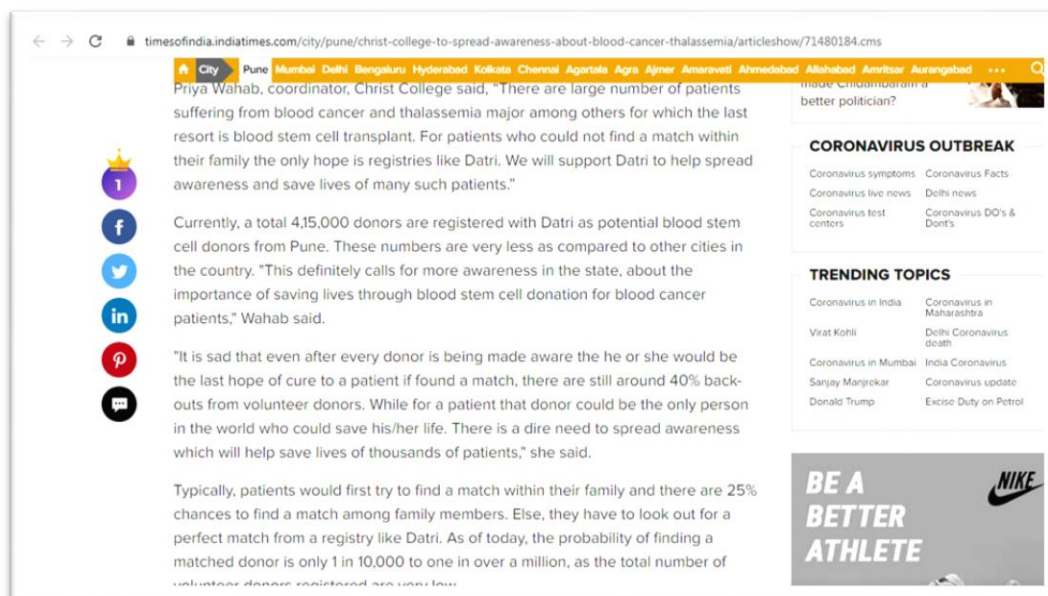 timesofindia.indiatimes.com/city/pune/christ-college-to-spread-awareness-about-blood-cancer-thalassemia/articleshow/71480184.cms
City Pune Mumbai Delhi Bengaluru Hyderabad Kolkata Chennai Agartala Agra Ajmer Amaravati Ahmedabad Allahabad Amritsar Aurangabad ...
Priya Wahab, coordinator, Christ College said, "There are large number of patients
suffering from blood cancer and thalassemia major among others for which the last
resort is blood stem cell transplant. For patients who could not find a match within
their family the only hope is registries like Datri. We will support Datri to help spread
awareness and save lives of many such patients."
Currently, a total 4,15,000 donors are registered with Datri as potential blood stem
cell donors from Pune. These numbers are very less as compared to other cities in
the country. "This definitely calls for more awareness in the state, about the
importance of saving lives through blood stem cell donation for blood cancer
patients," Wahab said.
"It is sad that even after every donor is being made aware the he or she would be
the last hope of cure to a patient if found a match, there are still around 40% back-
outs from volunteer donors. While for a patient that donor could be the only person
in the world who could save his/her life. There is a dire need to spread awareness
which will help save lives of thousands of patients," she said.
Typically, patients would first try to find a match within their family and there are 25%
chances to find a match among family members. Else, they have to look out for a
perfect match from a registry like Datri. As of today, the probability of finding a
matched donor is only 1 in 10,000 to one in over a million, as the total number of
volunteer donors registered are very low
1
f
in
made Chidambaram a
better politician?
CORONAVIRUS OUTBREAK
Coronavirus symptoms Coronavirus Facts
Coronavirus live news Delhi news
Coronavirus test Coronavirus DO's &
centers Dont's
TRENDING TOPICS
Coronavirus in India Coronavirus in
Maharashtra
Virat Kohli Delhi Coronavirus
death
Coronavirus in Mumbai India Coronavirus
Sanjay Manjrekar Coronavirus update
Donald Trump Excise Duty on Petrol
BE A
BETTER
ATHLETE
NIKE